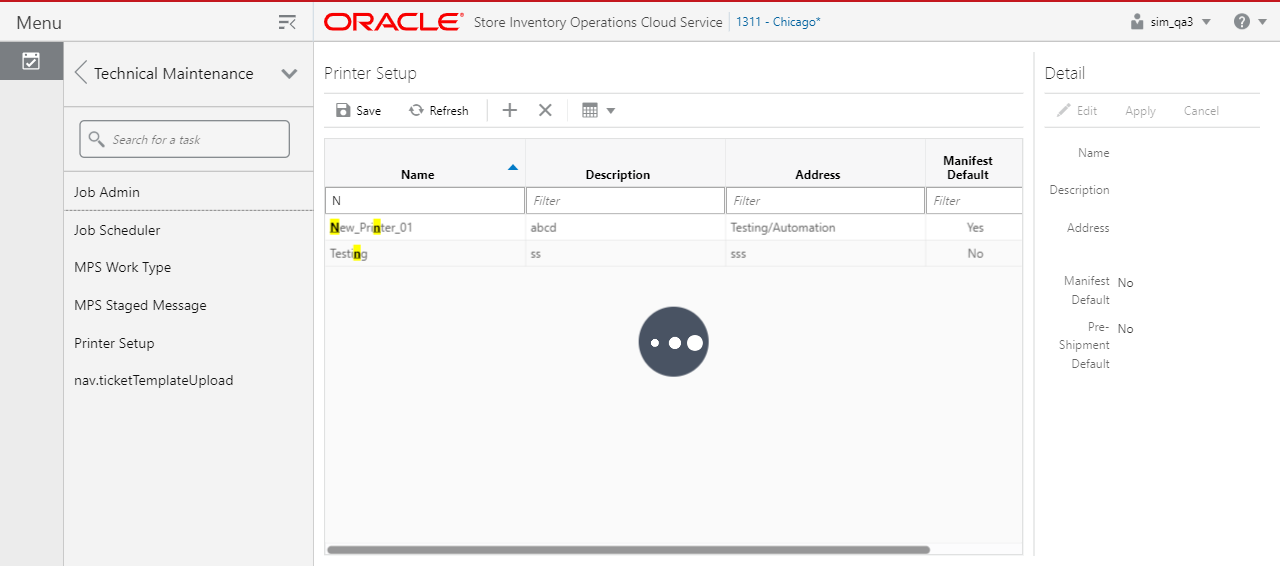 Menu
ORACLE® Store Inventory Operations Cloud Service 1311 - Chicago*
sim_qa3
?
Technical Maintenance
Search for a task
Job Admin
Job Scheduler
MPS Work Type
MPS Staged Message
Printer Setup
nav.ticketTemplateUpload
Printer Setup
Save Refresh
Name Description Address Manifest Default
N Filter Filter Filter
New_Printer_01 abcd Testing/Automation Yes
Testing ss sss No
Detail
Edit Apply Cancel
Name
Description
Address
Manifest
Default
No
Pre-
Shipment
Default
No